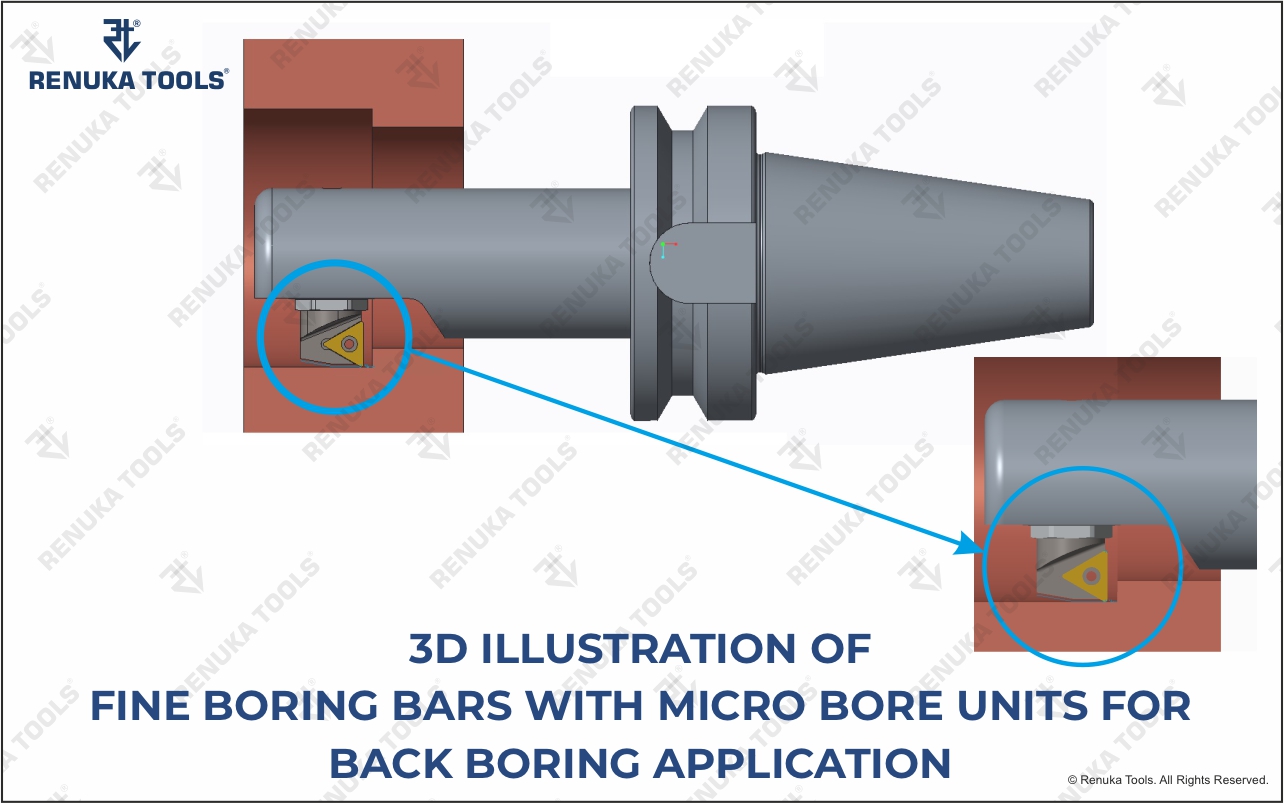 RENUKA TOOLS®
3D ILLUSTRATION OF
FINE BORING BARS WITH MICRO BORE UNITS FOR
BACK BORING APPLICATION
© Renuka Tools. All Rights Reserved.